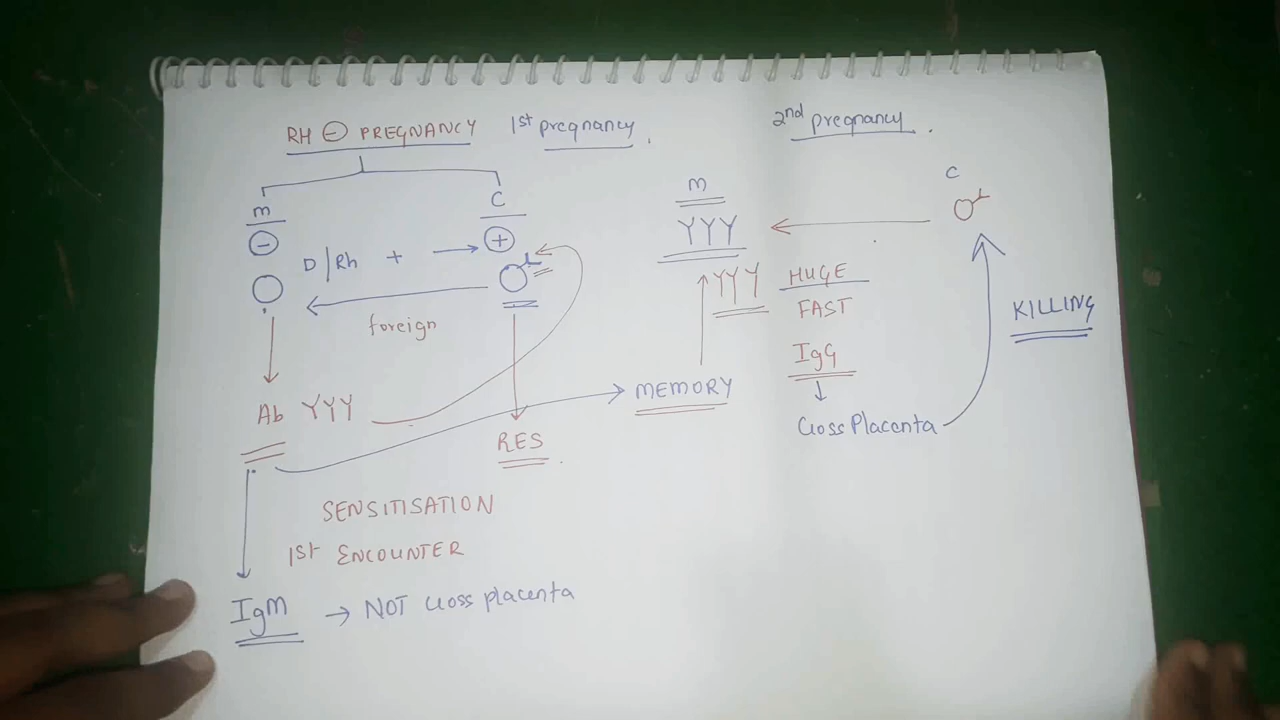 RH ⊖ PREGNANCY 1st pregnancy.
m C
⊖ D/Rh + → ⊕
foreign
Ab YYY
RES
SENSITISATION
1st ENCOUNTER
IgM → NOT cross placenta
2nd pregnancy.
m C
YYY
YYY HUGE
FAST
IgG
MEMORY
cross Placenta
KILLING